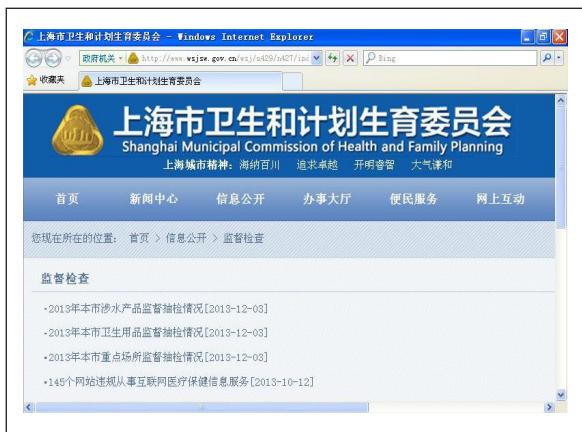 上海市卫生和计划生育委员会 - Windows Internet Explorer
政府机关 http://www.wsjsw.gov.cn/wsj/n429/n427/inc
Bing
收藏夹 上海市卫生和计划生育委员会
上海市卫生和计划生育委员会
Shanghai Municipal Commission of Health and Family Planning
上海城市精神：海纳百川 追求卓越 开明睿智 大气谦和
首页 新闻中心 信息公开 办事大厅 便民服务 网上互动
您现在所在的位置： 首页 > 信息公开 > 监督检查
监督检查
·2013年本市涉水产品监督抽检情况[2013-12-03]
·2013年本市卫生用品监督抽检情况[2013-12-03]
·2013年本市重点场所监督抽检情况[2013-12-03]
·145个网站违规从事互联网医疗保健信息服务[2013-10-12]